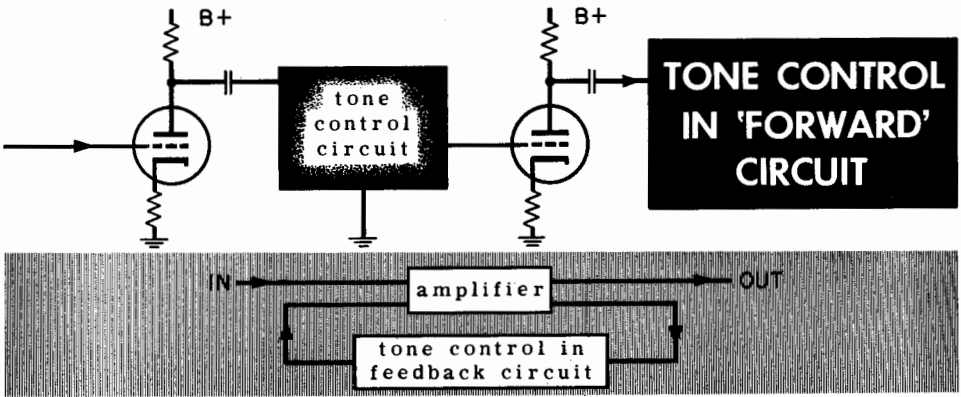 B+
B+
tone
control
circuit
TONE CONTROL
IN 'FORWARD'
CIRCUIT
IN
amplifier
OUT
tone control in
feedback circuit